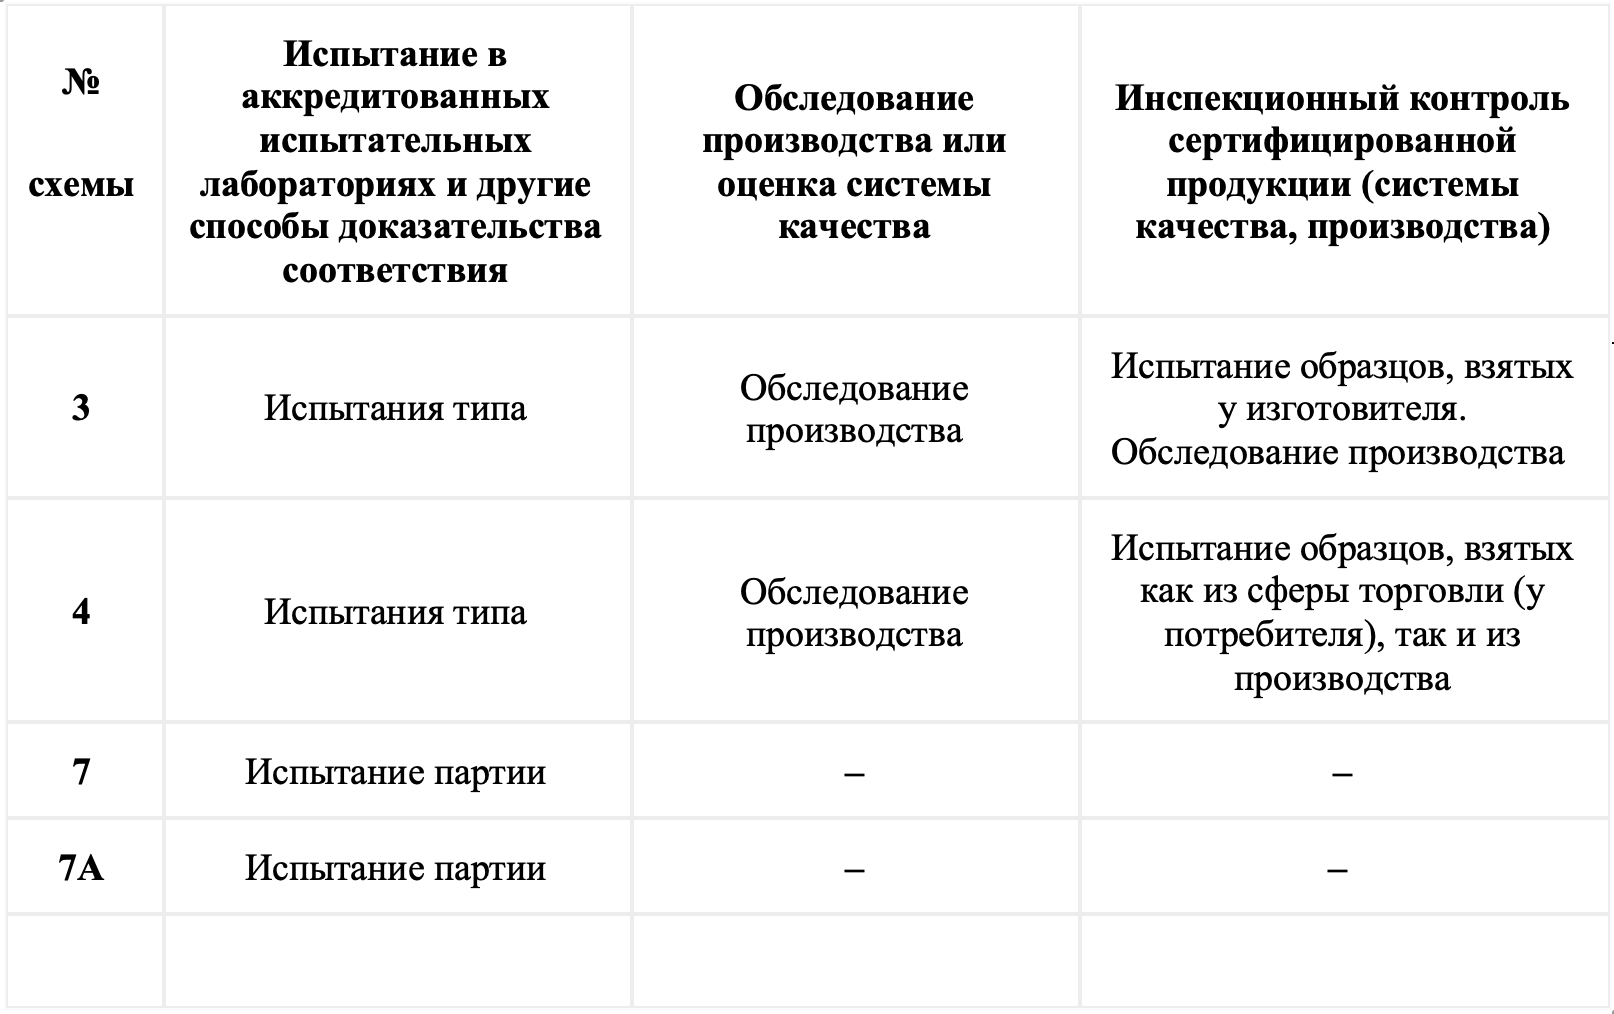 №
схемы
Испытание в
аккредитованных
испытательных
лабораториях и другие
способы доказательства
соответствия
Обследование
производства или
оценка системы
качества
Инспекционный контроль
сертифицированной
продукции (системы
качества, производства)
3
Испытания типа
Обследование
производства
Испытание образцов, взятых
у изготовителя.
Обследование производства
4
Испытания типа
Обследование
производства
Испытание образцов, взятых
как из сферы торговли (у
потребителя), так и из
производства
7
Испытание партии
–
–
7А
Испытание партии
–
–